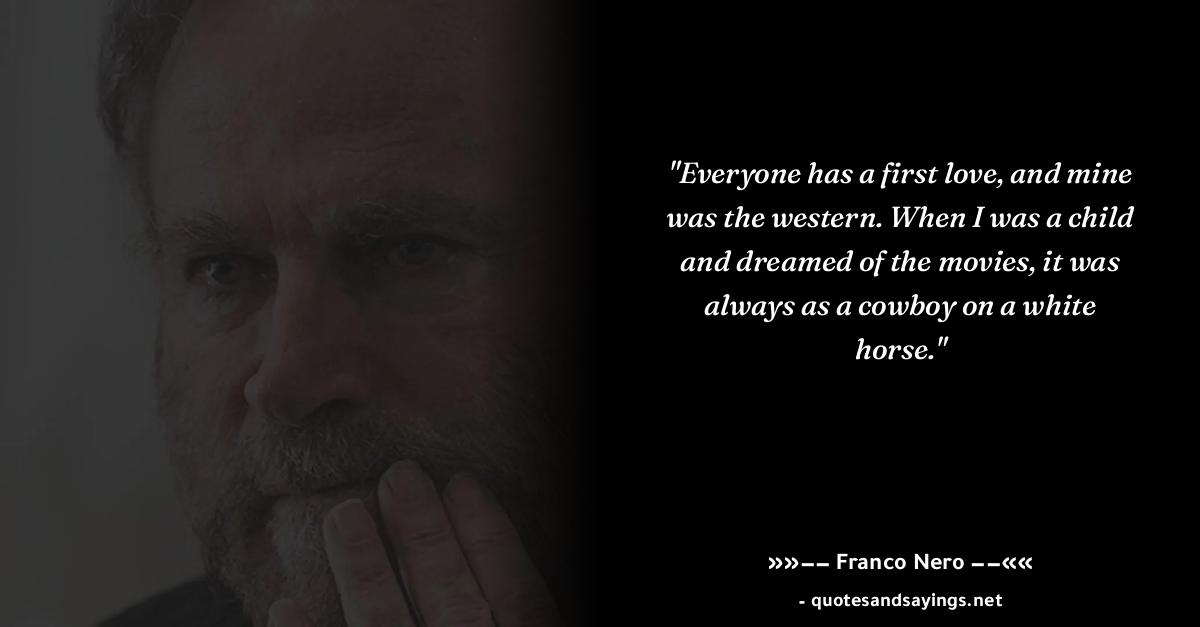 "Everyone has a first love, and mine
was the western. When I was a child
and dreamed of the movies, it was
always as a cowboy on a white
horse."
»»–– Franco Nero ––««
- quotesandsayings.net